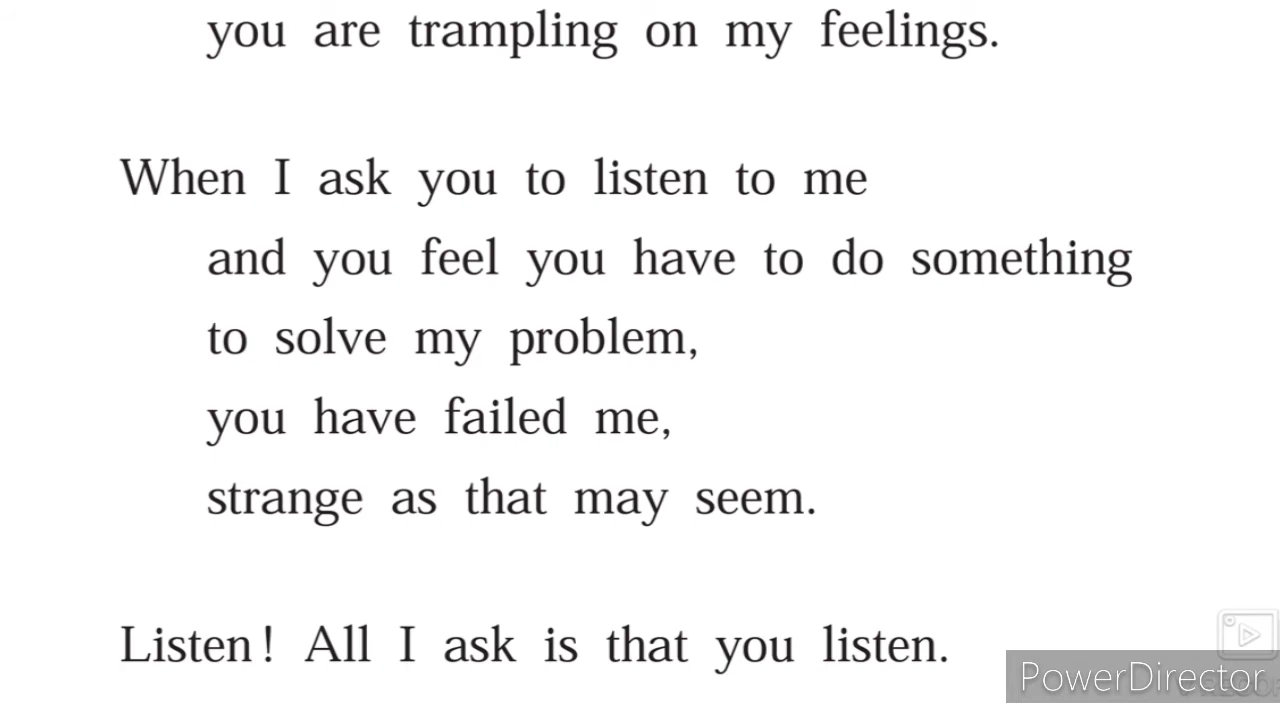 you are trampling on my feelings.
When I ask you to listen to me
and you feel you have to do something
to solve my problem,
you have failed me,
strange as that may seem.
Listen! All I ask is that you listen.
PowerDirector